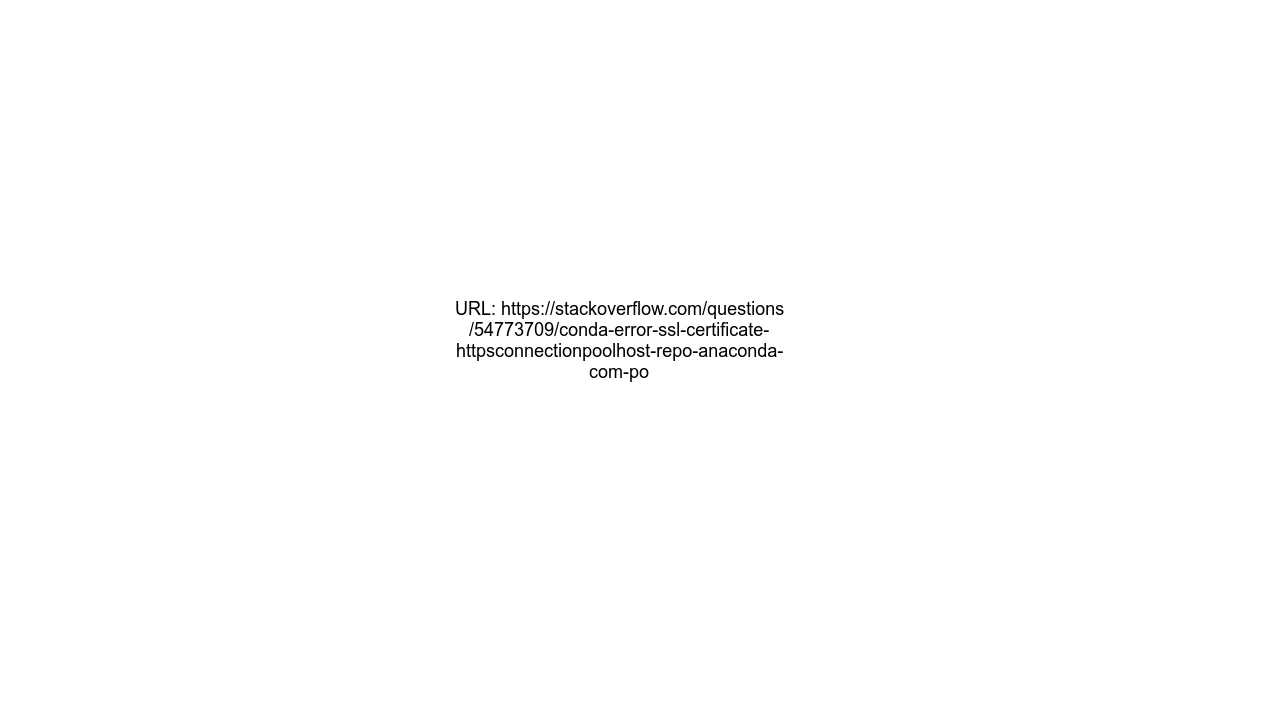 URL: https://stackoverflow.com/questions
/54773709/conda-error-ssl-certificate-
httpsconnectionpoolhost-repo-anaconda-
com-po